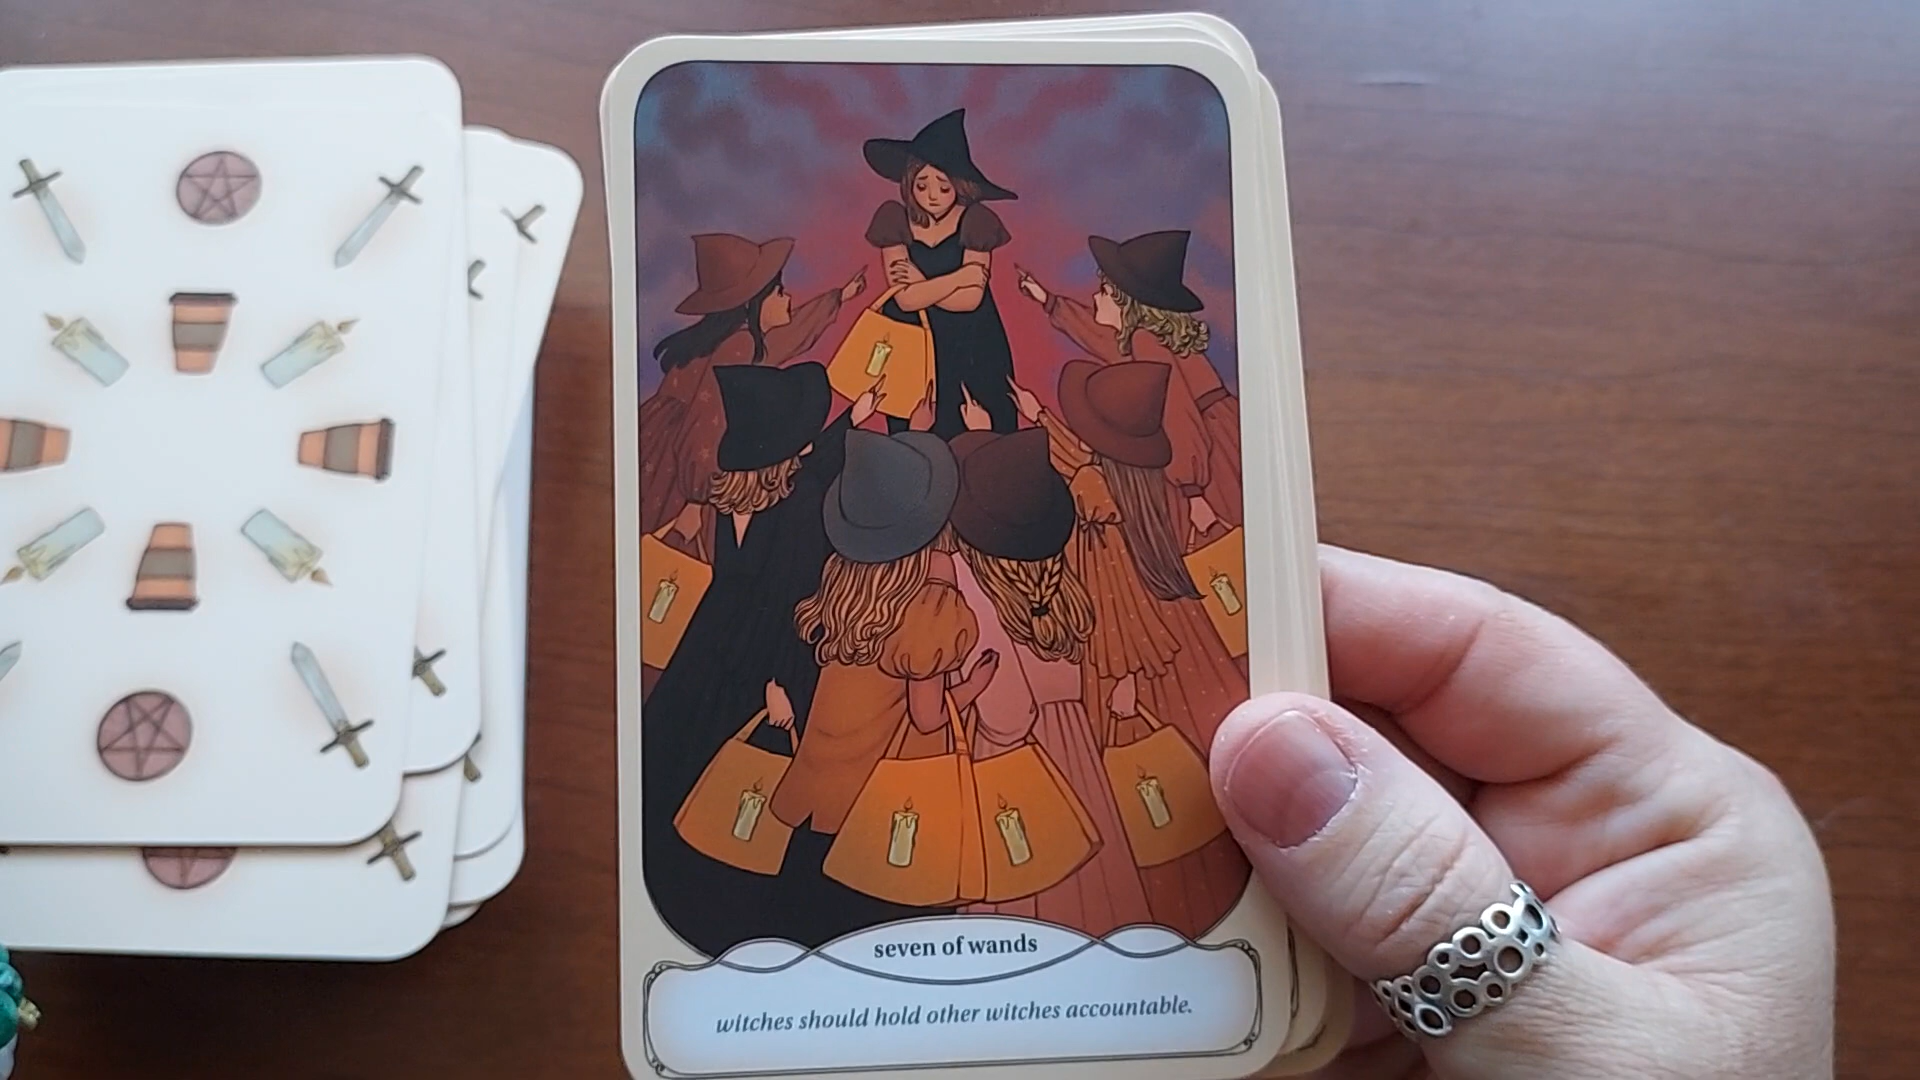 seven of wands
witches should hold other witches accountable.